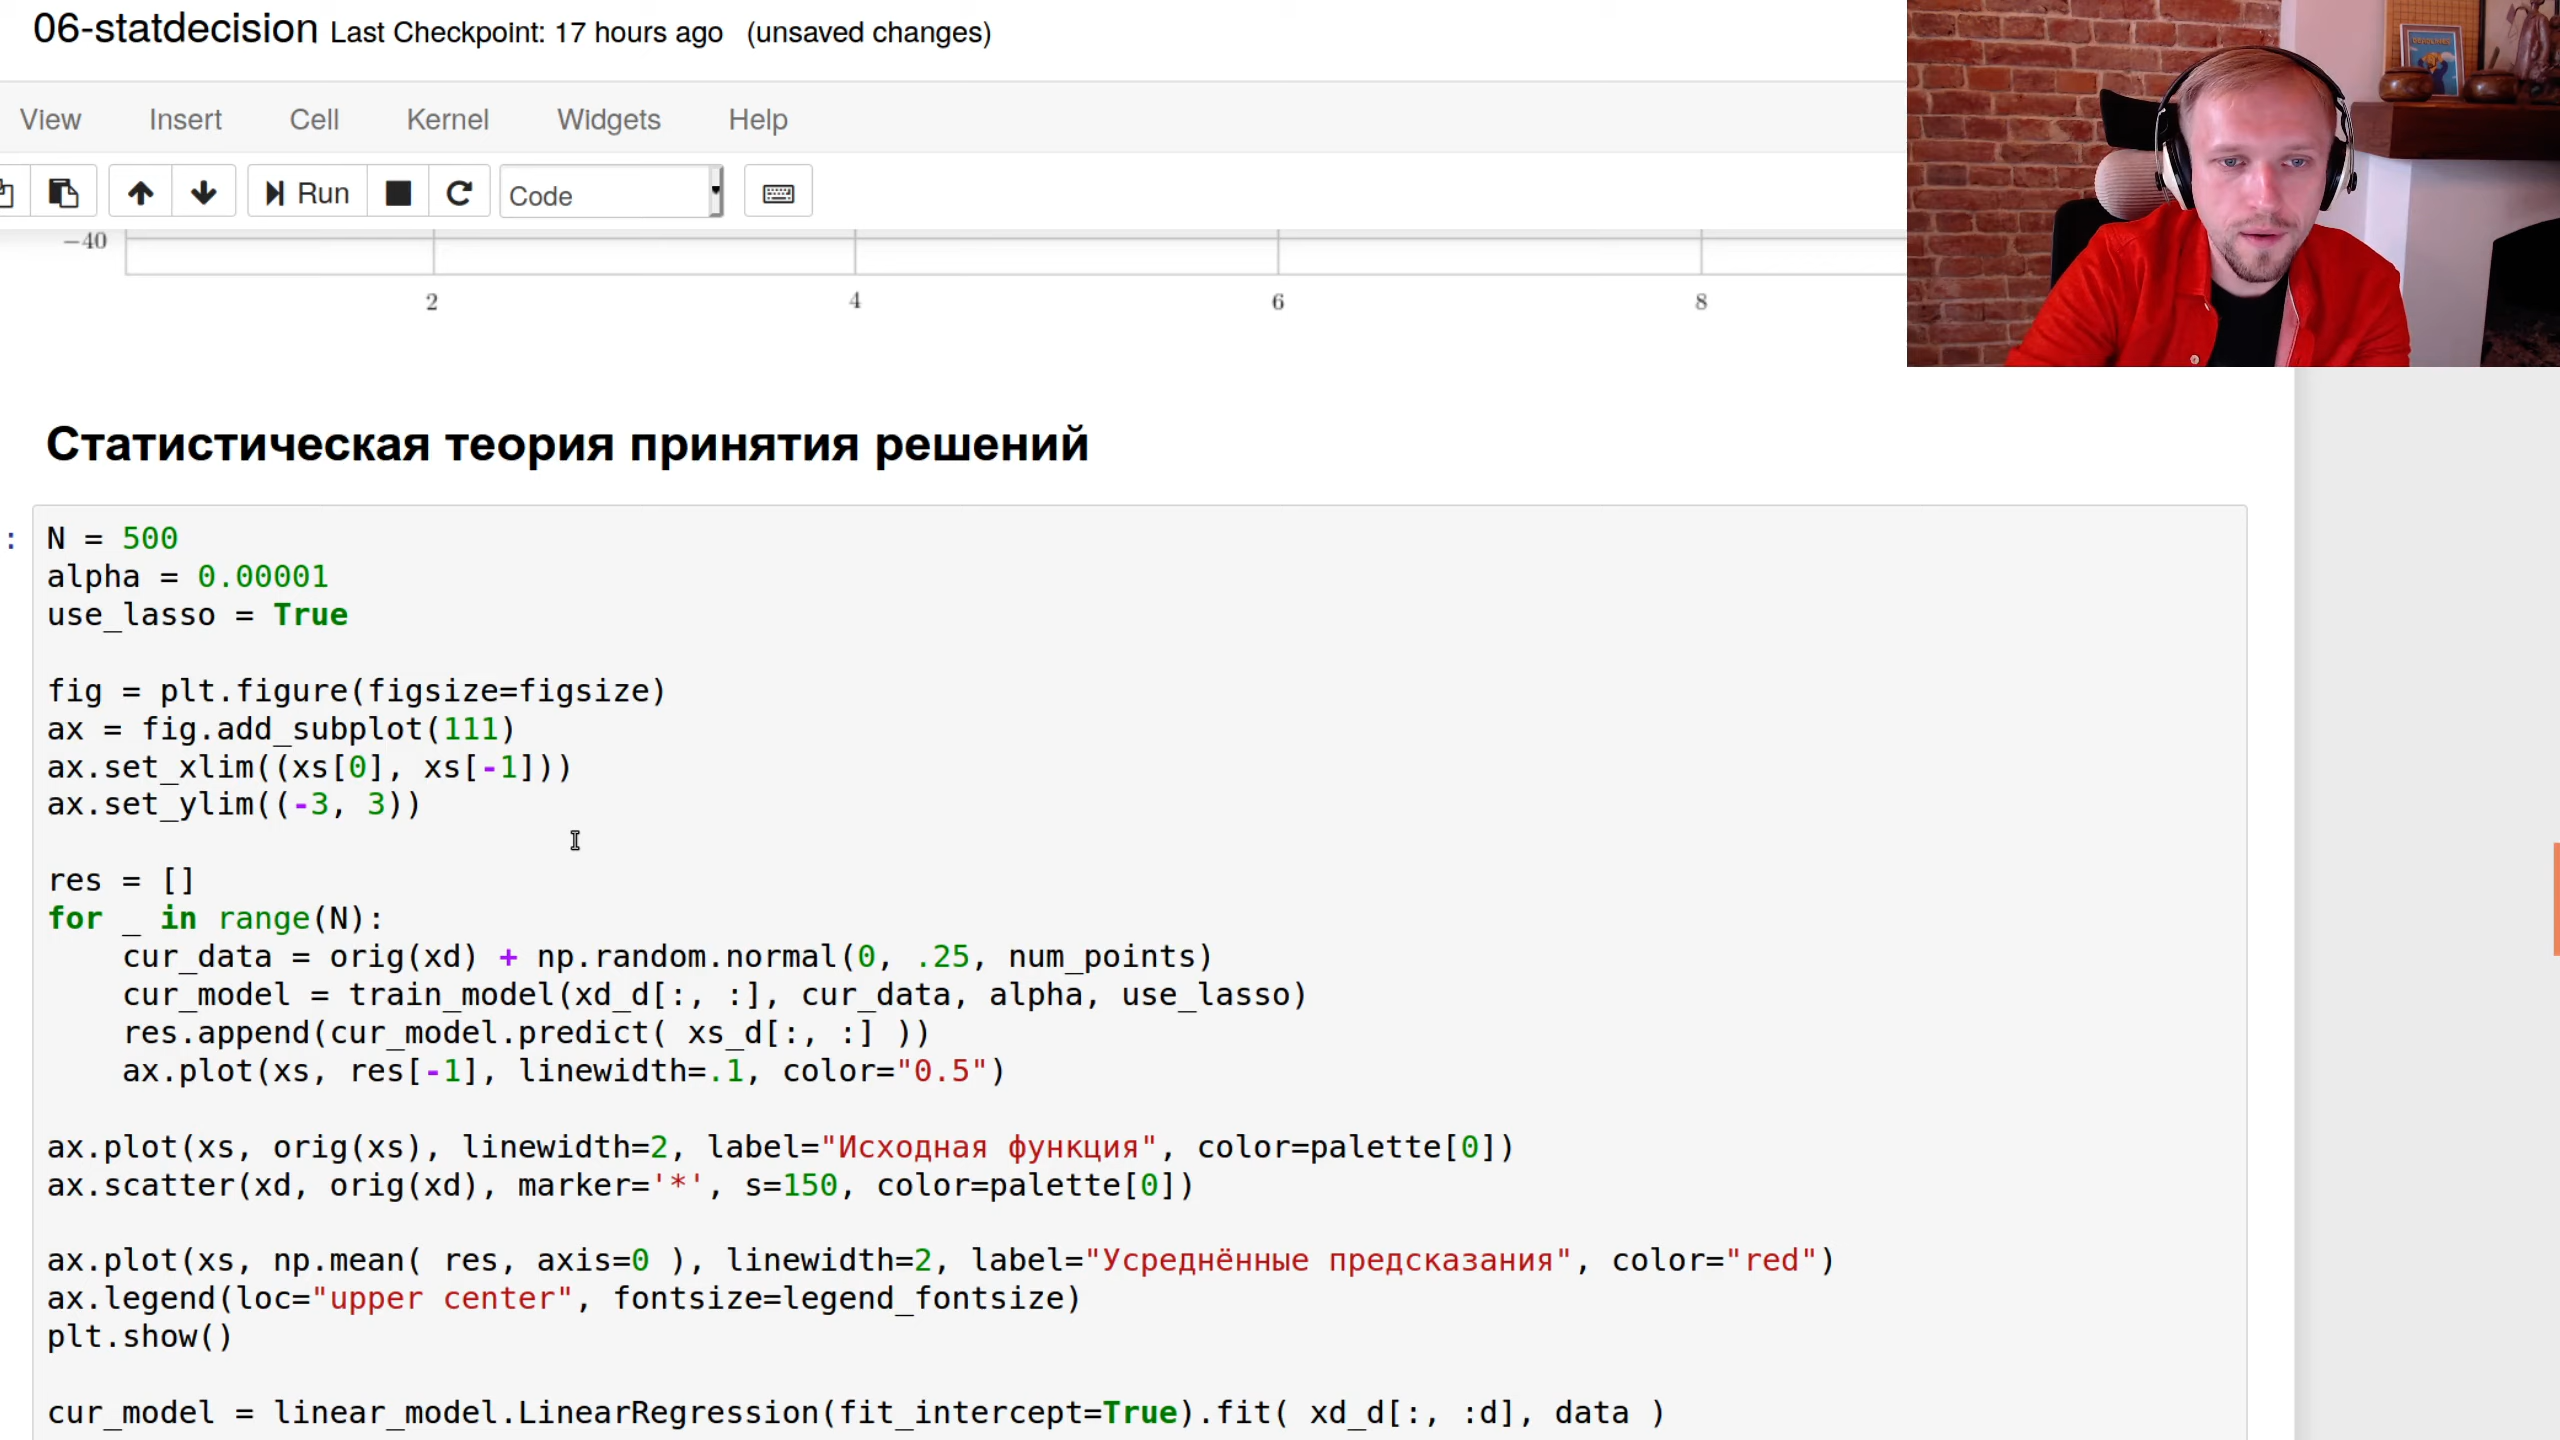 06-statdecision Last Checkpoint: 17 hours ago (unsaved changes)
View Insert Cell Kernel Widgets Help
Run Code
−40
2 4 6 8
Статистическая теория принятия решений
:
N = 500
alpha = 0.00001
use_lasso = True
fig = plt.figure(figsize=figsize)
ax = fig.add_subplot(111)
ax.set_xlim((xs[0], xs[-1]))
ax.set_ylim((-3, 3))
res = []
for _ in range(N):
    cur_data = orig(xd) + np.random.normal(0, .25, num_points)
    cur_model = train_model(xd_d[:, :], cur_data, alpha, use_lasso)
    res.append(cur_model.predict( xs_d[:, :] ))
    ax.plot(xs, res[-1], linewidth=.1, color="0.5")
ax.plot(xs, orig(xs), linewidth=2, label="Исходная функция", color=palette[0])
ax.scatter(xd, orig(xd), marker='*', s=150, color=palette[0])
ax.plot(xs, np.mean( res, axis=0 ), linewidth=2, label="Усреднённые предсказания", color="red")
ax.legend(loc="upper center", fontsize=legend_fontsize)
plt.show()
cur_model = linear_model.LinearRegression(fit_intercept=True).fit( xd_d[:, :d], data )